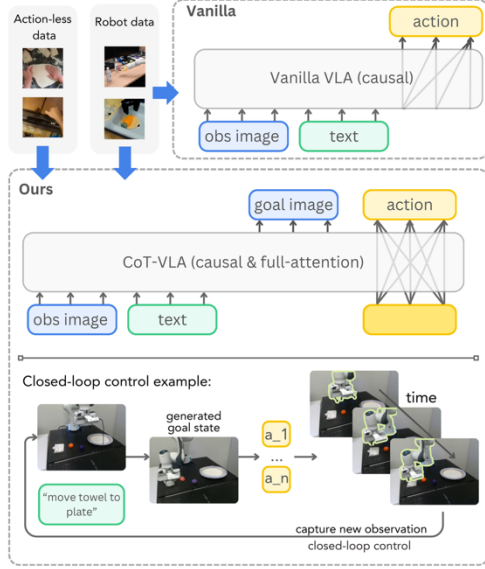 Action-less
data
Robot data
Vanilla
action
Vanilla VLA (causal)
obs image
text
Ours
goal image
action
CoT-VLA (causal & full-attention)
obs image
text
Closed-loop control example:
generated
goal state
time
a_1
...
a_n
"move towel to
plate"
capture new observation
closed-loop control